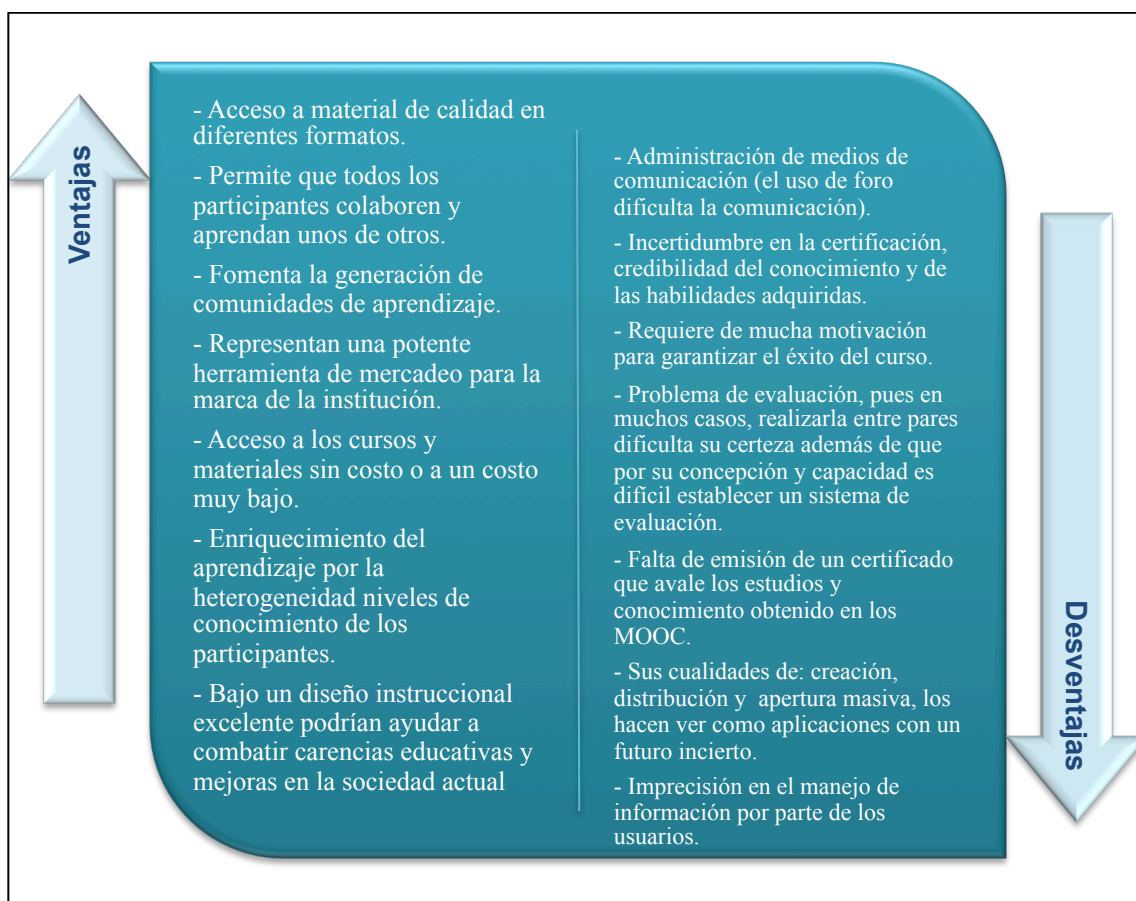 Ventajas
- Acceso a material de calidad en
diferentes formatos.
- Permite que todos los
participantes colaboren y
aprendan unos de otros.
- Fomenta la generación de
comunidades de aprendizaje.
- Representan una potente
herramienta de mercadeo para la
marca de la institución.
- Acceso a los cursos y
materiales sin costo o a un costo
muy bajo.
- Enriquecimiento del
aprendizaje por la
heterogeneidad niveles de
conocimiento de los
participantes.
- Bajo un diseño instruccional
excelente podrían ayudar a
combatir carencias educativas y
mejoras en la sociedad actual
- Administración de medios de
comunicación (el uso de foro
dificulta la comunicación).
- Incertidumbre en la certificación,
credibilidad del conocimiento y de
las habilidades adquiridas.
- Requiere de mucha motivación
para garantizar el éxito del curso.
- Problema de evaluación, pues en
muchos casos, realizarla entre pares
dificulta su certeza además de que
por su concepción y capacidad es
difícil establecer un sistema de
evaluación.
- Falta de emisión de un certificado
que avale los estudios y
conocimiento obtenido en los
MOOC.
- Sus cualidades de: creación,
distribución y apertura masiva, los
hacen ver como aplicaciones con un
futuro incierto.
- Imprecisión en el manejo de
información por parte de los
usuarios.
Desventajas